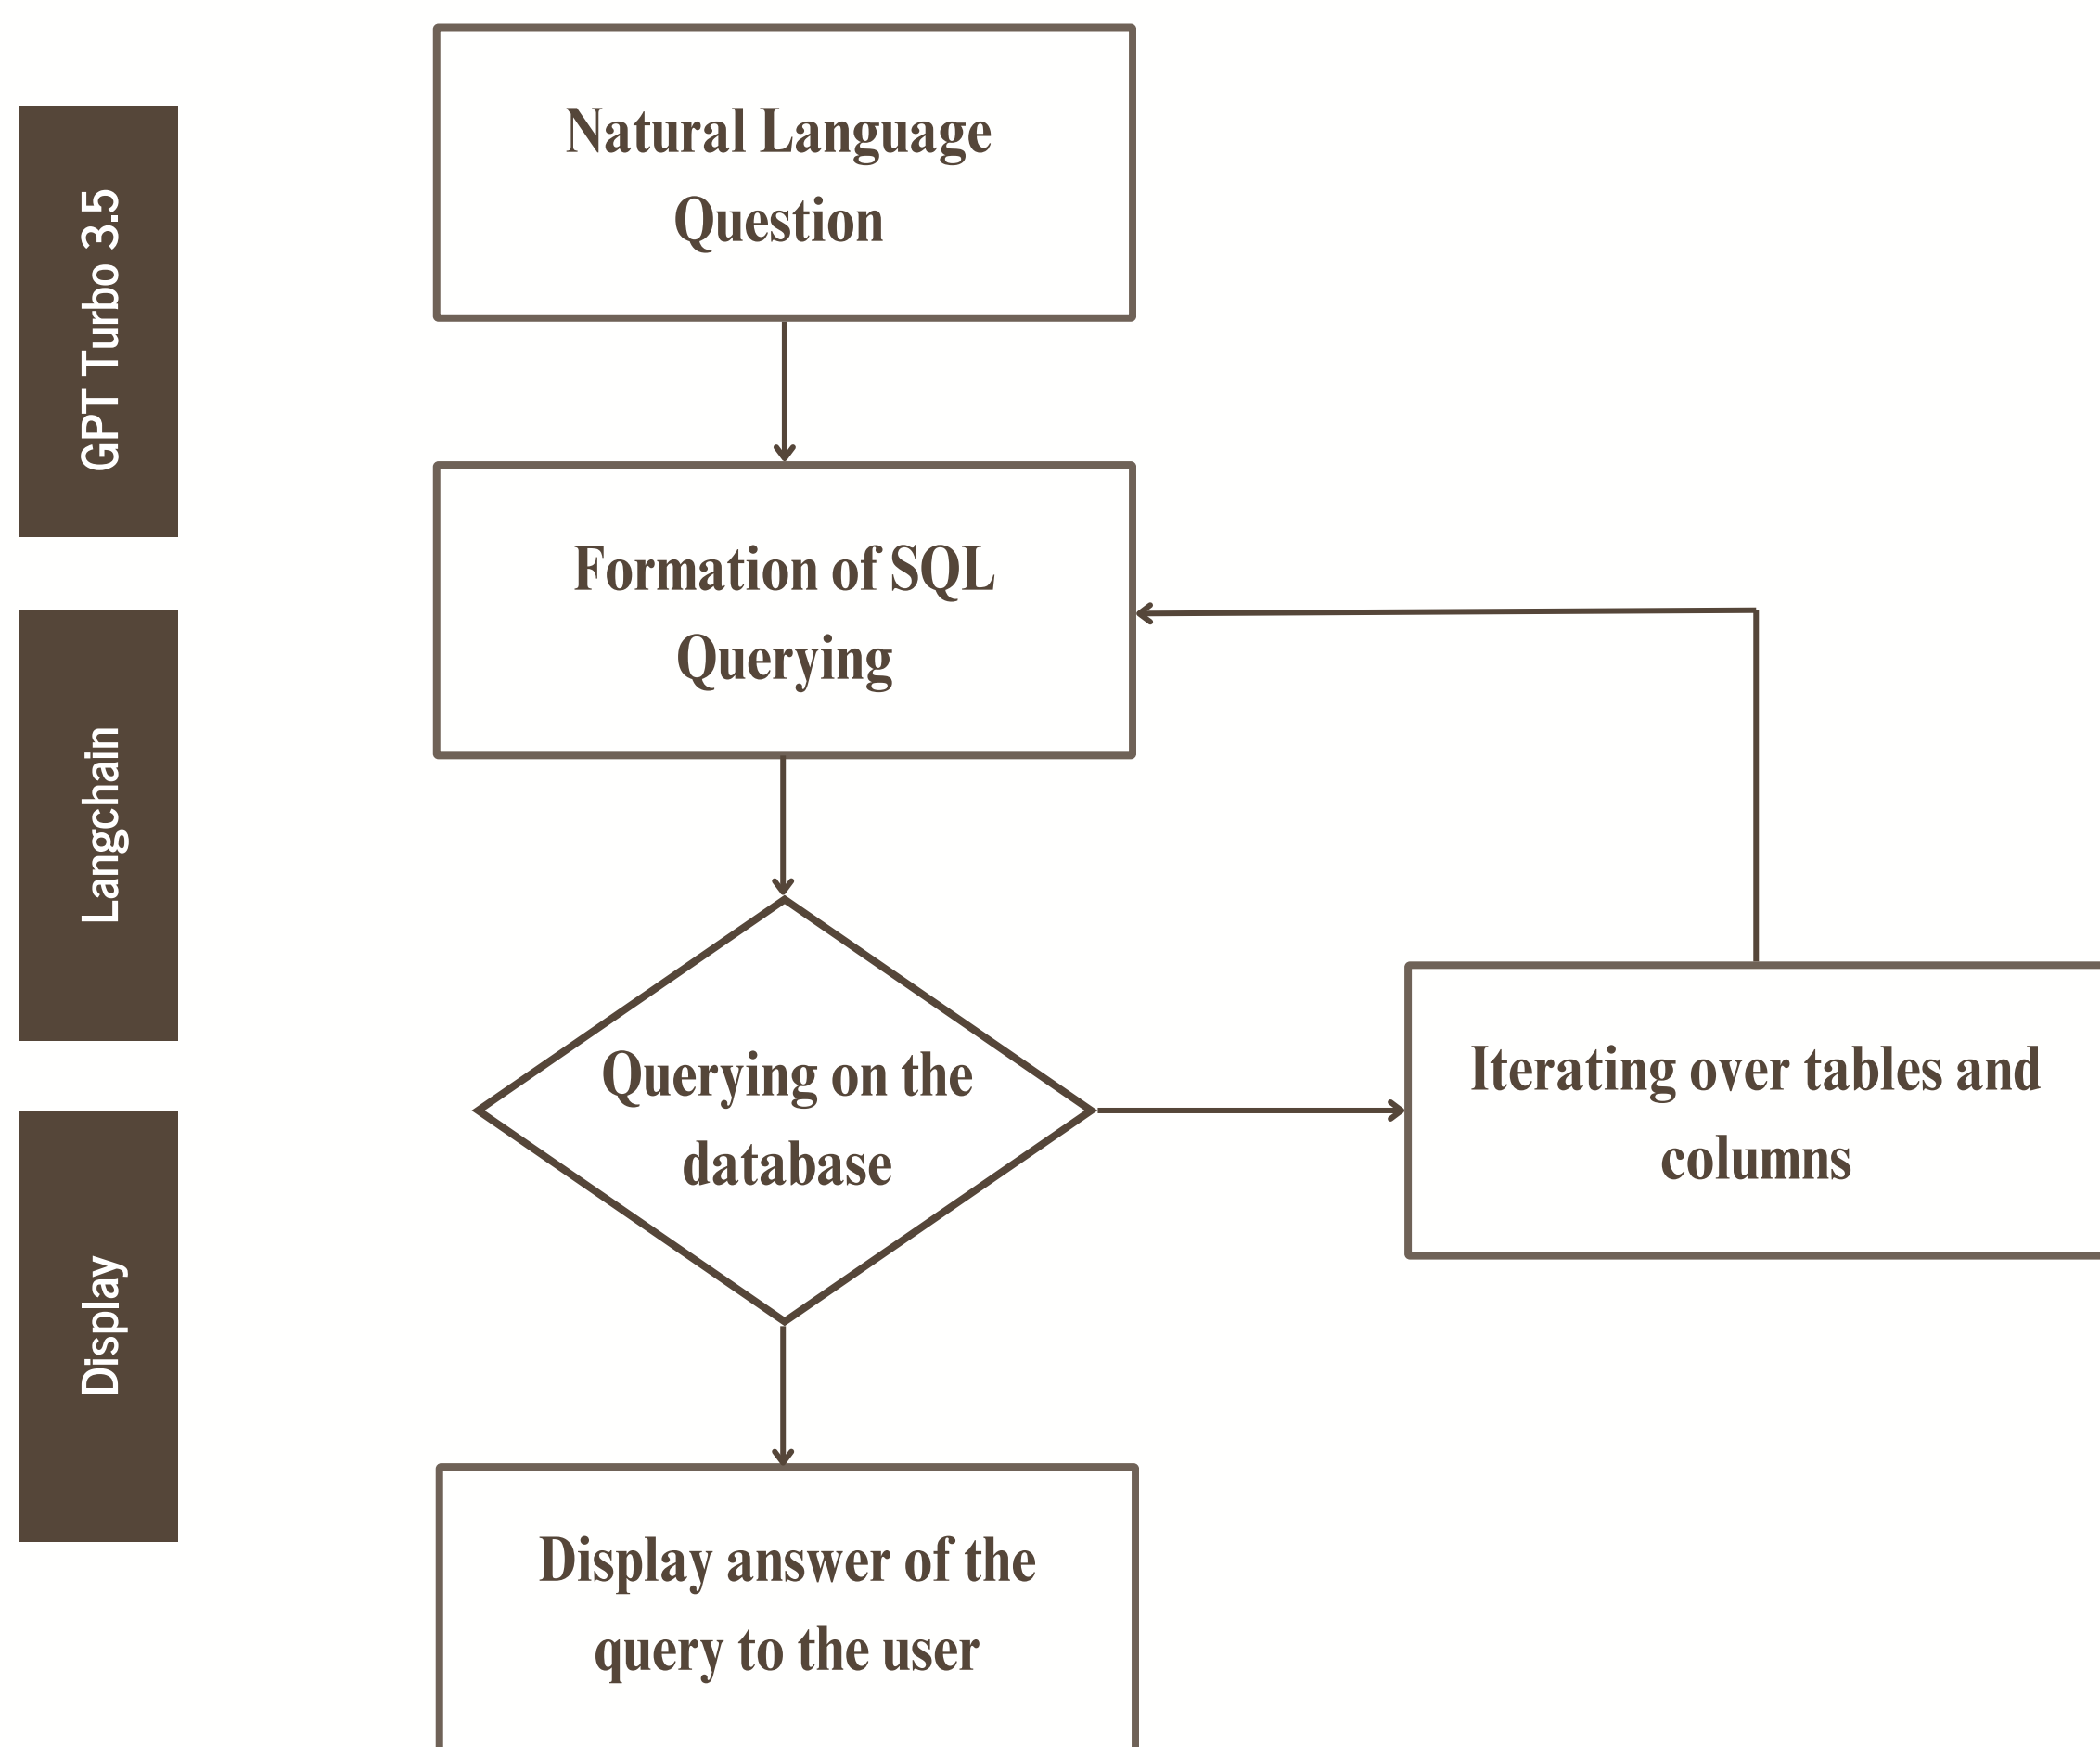 GPT Turbo 3.5
Langchain
Display
Natural Language
Question
Formation of SQL
Querying
Querying on the
database
Iterating over tables and
columns
Display answer of the
query to the user